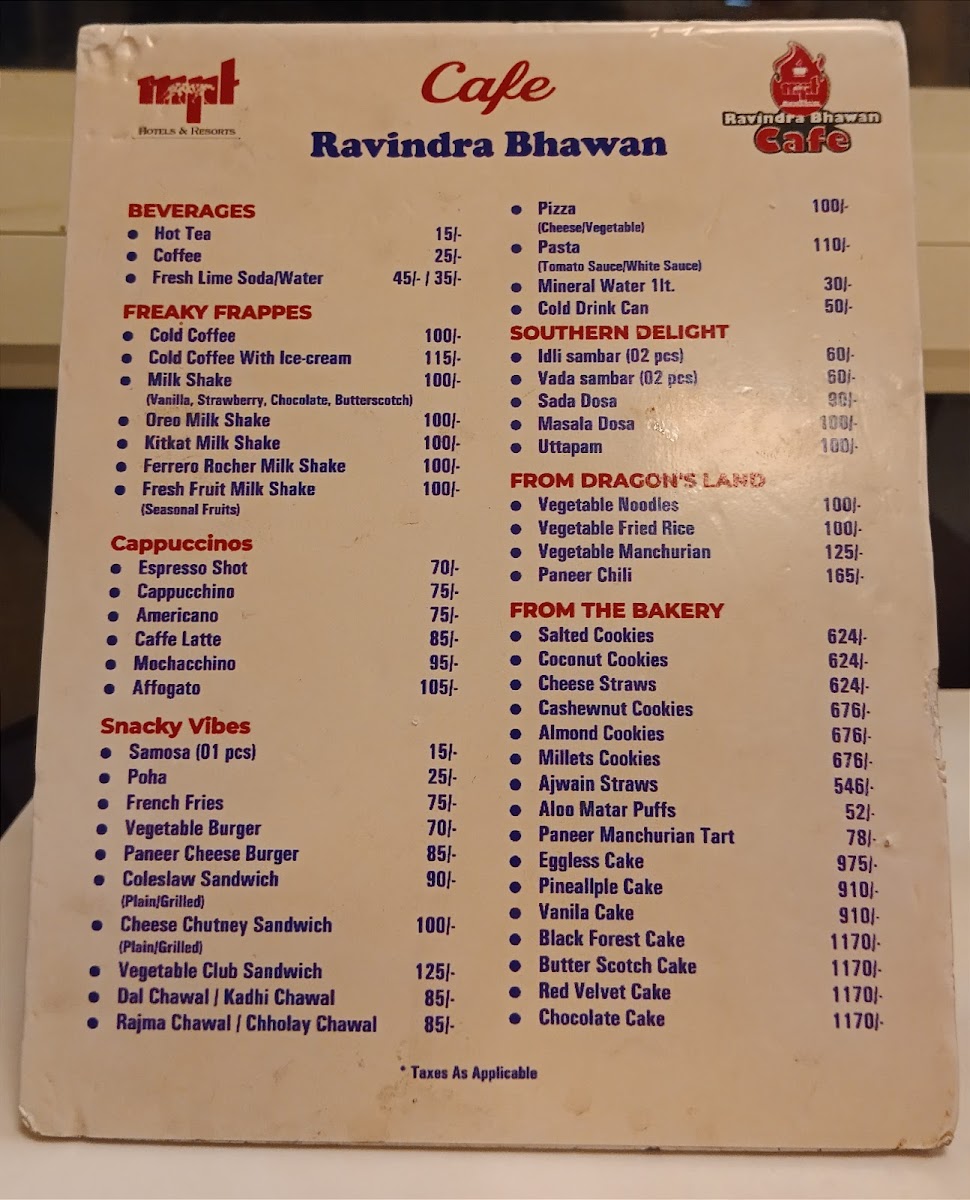 mpt
HOTELS & RESORTS
Cafe
Ravindra Bhawan
Ravindra Bhawan
Cafe
BEVERAGES
• Hot Tea 15/-
• Coffee 25/-
• Fresh Lime Soda/Water 45/- / 35/-
FREAKY FRAPPES
• Cold Coffee 100/-
• Cold Coffee With Ice-cream 115/-
• Milk Shake 100/-
(Vanilla, Strawberry, Chocolate, Butterscotch)
• Oreo Milk Shake 100/-
• Kitkat Milk Shake 100/-
• Ferrero Rocher Milk Shake 100/-
• Fresh Fruit Milk Shake 100/-
(Seasonal Fruits)
Cappuccinos
• Espresso Shot 70/-
• Cappucchino 75/-
• Americano 75/-
• Caffe Latte 85/-
• Mochacchino 95/-
• Affogato 105/-
Snacky Vibes
• Samosa (01 pcs) 15/-
• Poha 25/-
• French Fries 75/-
• Vegetable Burger 70/-
• Paneer Cheese Burger 85/-
• Coleslaw Sandwich 90/-
(Plain/Grilled)
• Cheese Chutney Sandwich 100/-
(Plain/Grilled)
• Vegetable Club Sandwich 125/-
• Dal Chawal / Kadhi Chawal 85/-
• Rajma Chawal / Chholay Chawal 85/-
• Pizza 100/-
(Cheese/Vegetable)
• Pasta 110/-
(Tomato Sauce/White Sauce)
• Mineral Water 1lt. 30/-
• Cold Drink Can 50/-
SOUTHERN DELIGHT
• Idli sambar (02 pcs) 60/-
• Vada sambar (02 pcs) 60/-
• Sada Dosa
• Masala Dosa 100/-
• Uttapam 100/-
FROM DRAGON'S LAND
• Vegetable Noodles 100/-
• Vegetable Fried Rice 100/-
• Vegetable Manchurian 125/-
• Paneer Chili 165/-
FROM THE BAKERY
• Salted Cookies 624/-
• Coconut Cookies 624/-
• Cheese Straws 624/-
• Cashewnut Cookies 676/-
• Almond Cookies 676/-
• Millets Cookies 676/-
• Ajwain Straws 546/-
• Aloo Matar Puffs 52/-
• Paneer Manchurian Tart 78/-
• Eggless Cake 975/-
• Pineallple Cake 910/-
• Vanila Cake 910/-
• Black Forest Cake 1170/-
• Butter Scotch Cake 1170/-
• Red Velvet Cake 1170/-
• Chocolate Cake 1170/-
* Taxes As Applicable